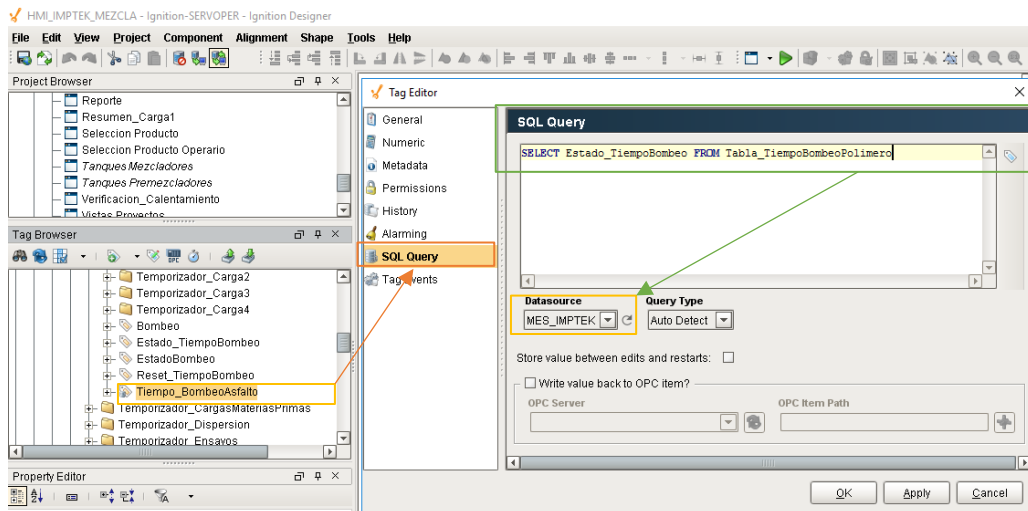 HMI_IMPTEK_MEZCLA - Ignition-SERVOPER - Ignition Designer
File Edit View Project Component Alignment Shape Tools Help
Project Browser
Reporte
Resumen_Carga1
Seleccion Producto
Seleccion Producto Operario
Tanques Mezcladores
Tanques Premezcladores
Verificacion_Calentamiento
Vistas Proyectos
Tag Browser
OPC
Temporizador_Carga2
Temporizador_Carga3
Temporizador_Carga4
Bombeo
Estado_TiempoBombeo
EstadoBombeo
Reset_TiempoBombeo
Tiempo_BombeoAsfalto
Temporizador_CargasMateriasPrimas
Temporizador_Dispersion
Temporizador_Ensayos
Property Editor
Tag Editor
General
Numeric
Metadata
Permissions
History
Alarming
SQL Query
Tag Events
SQL Query
SELECT Estado_TiempoBombeo FROM Tabla_TiempoBombeoPolimero
Datasource Query Type
MES_IMPTEK Auto Detect
Store value between edits and restarts:
Write value back to OPC item?
OPC Server OPC Item Path
OK Apply Cancel